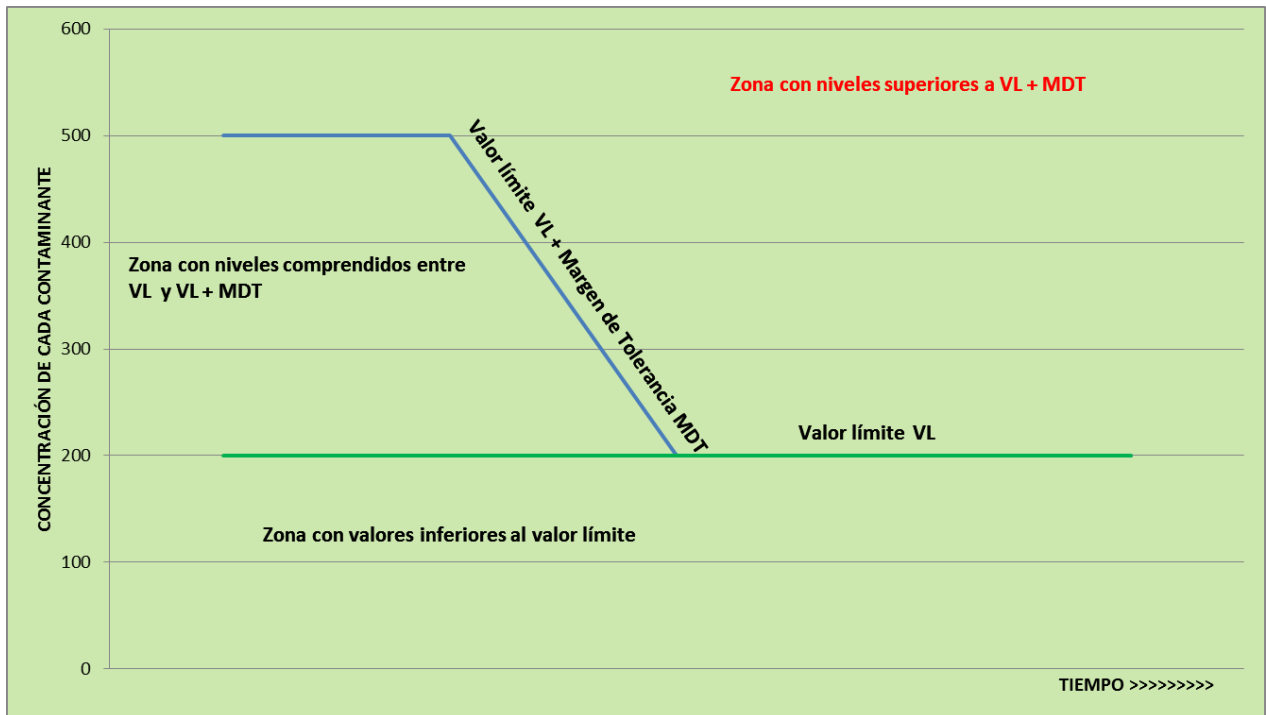 600
Zona con niveles superiores a VL + MDT
500
400
300
200
100
0
CONCENTRACIÓN DE CADA CONTAMINANTE
Valor límite VL + Margen de Tolerancia MDT
Zona con niveles comprendidos entre
VL y VL + MDT
Valor límite VL
Zona con valores inferiores al valor límite
TIEMPO >>>>>>>>>